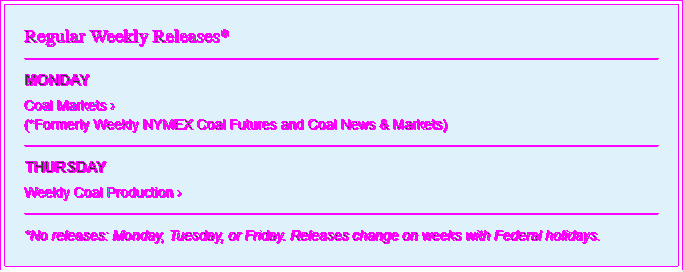 Regular Weekly Releases*
MONDAY
Coal Markets ›
(*Formerly Weekly NYMEX Coal Futures and Coal News & Markets)
THURSDAY
Weekly Coal Production ›
*No releases: Monday, Tuesday, or Friday. Releases change on weeks with Federal holidays.